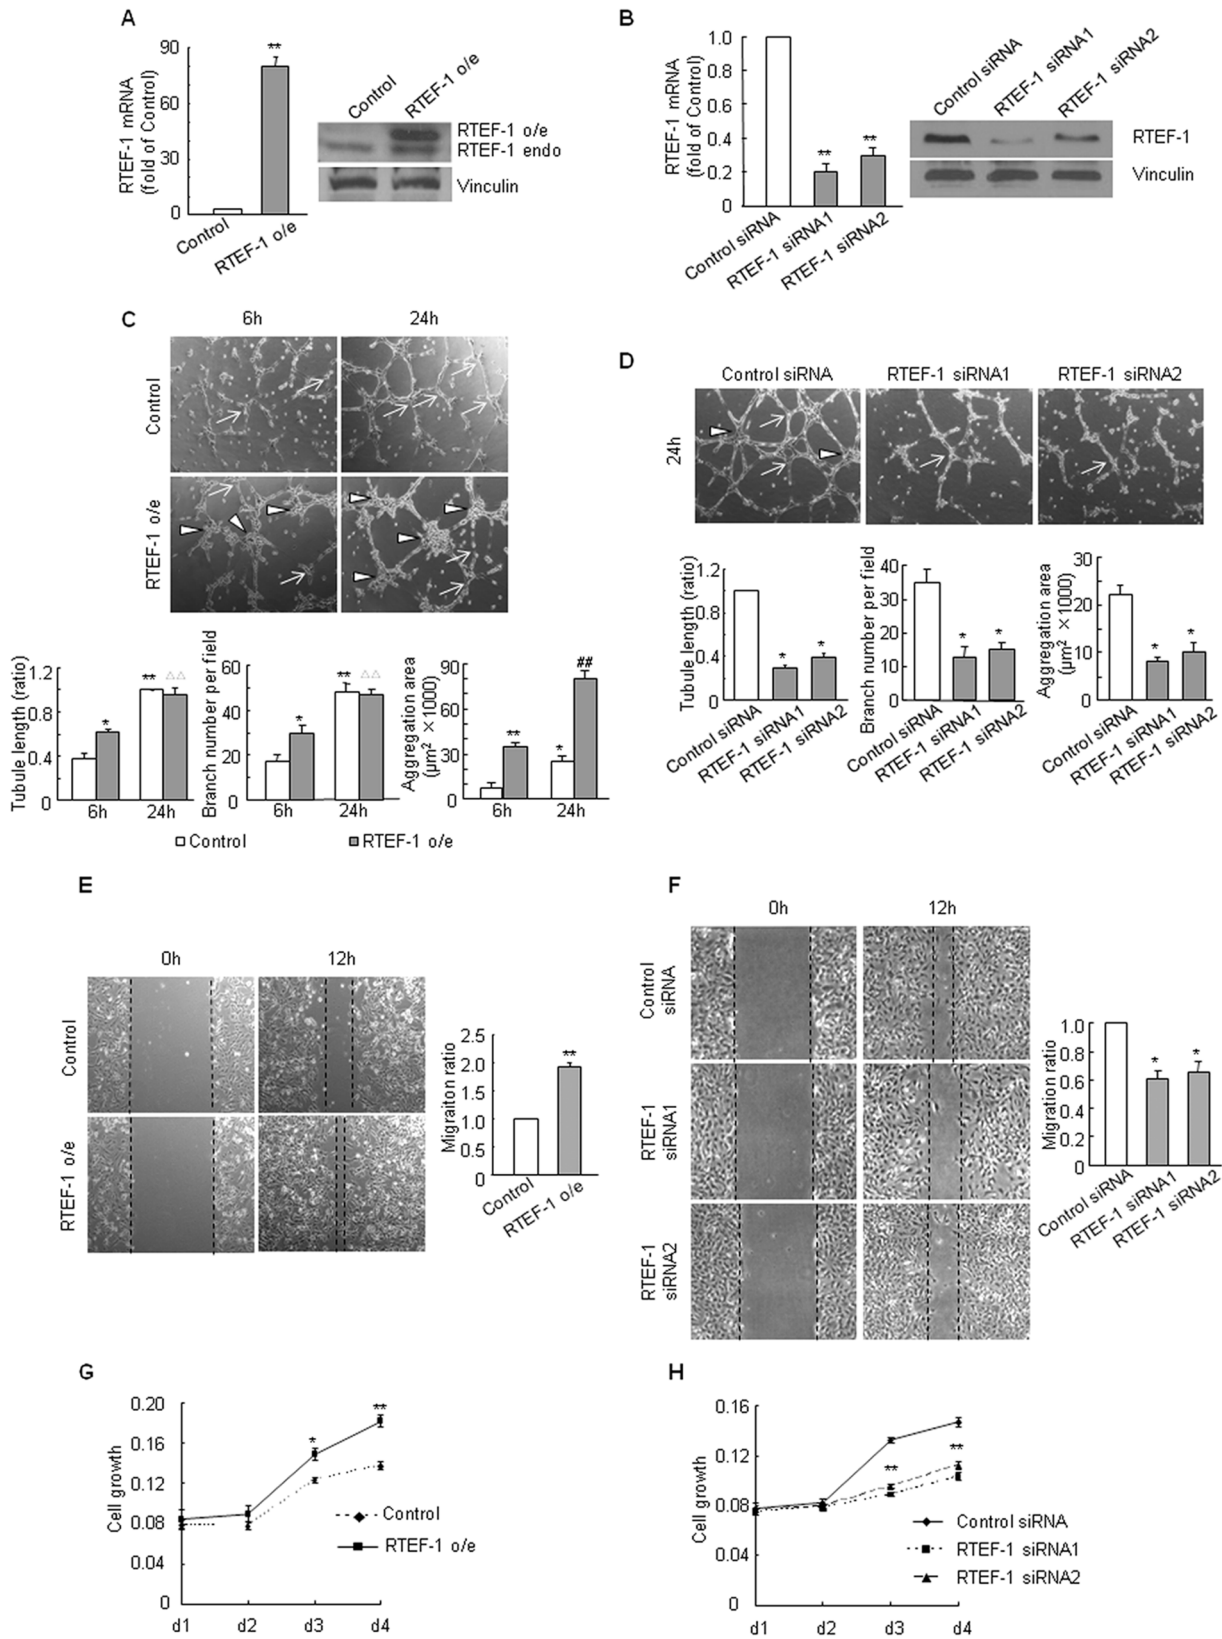 A
RTEF-1 mRNA
(fold of Control)
90
60
30
0
**
Control
RTEF-1 o/e
Control
RTEF-1 o/e
RTEF-1 o/e
RTEF-1 endo
Vinculin
B
RTEF-1 mRNA
(fold of Control)
1.0
0.8
0.6
0.4
0.2
0
**
**
Control siRNA
RTEF-1 siRNA1
RTEF-1 siRNA2
Control siRNA
RTEF-1 siRNA1
RTEF-1 siRNA2
RTEF-1
Vinculin
C
6h
24h
Control
RTEF-1 o/e
Tubule length (ratio)
1.2
0.8
0.4
0
*
**
△△
6h
24h
Branch number per field
60
40
20
0
*
**
△△
6h
24h
Aggregation area
(µm² ×1000)
90
60
30
0
**
*
##
6h
24h
Control
RTEF-1 o/e
D
Control siRNA
RTEF-1 siRNA1
RTEF-1 siRNA2
24h
Tubule length (ratio)
1.2
0.8
0.4
0
*
*
Control siRNA
RTEF-1 siRNA1
RTEF-1 siRNA2
Branch number per field
40
30
20
10
0
*
*
Control siRNA
RTEF-1 siRNA1
RTEF-1 siRNA2
Aggregation area
(µm² ×1000)
30
20
10
0
*
*
Control siRNA
RTEF-1 siRNA1
RTEF-1 siRNA2
E
0h
12h
Control
RTEF-1 o/e
Migraiton ratio
2.5
2.0
1.5
1.0
0.5
0
**
Control
RTEF-1 o/e
F
0h
12h
Control
siRNA
RTEF-1
siRNA1
RTEF-1
siRNA2
Migration ratio
1.0
0.8
0.6
0.4
0.2
0
*
*
Control siRNA
RTEF-1 siRNA1
RTEF-1 siRNA2
G
Cell growth
0.20
0.16
0.12
0.08
0.04
0
*
**
Control
RTEF-1 o/e
d1
d2
d3
d4
H
Cell growth
0.16
0.12
0.08
0.04
0
**
**
Control siRNA
RTEF-1 siRNA1
RTEF-1 siRNA2
d1
d2
d3
d4